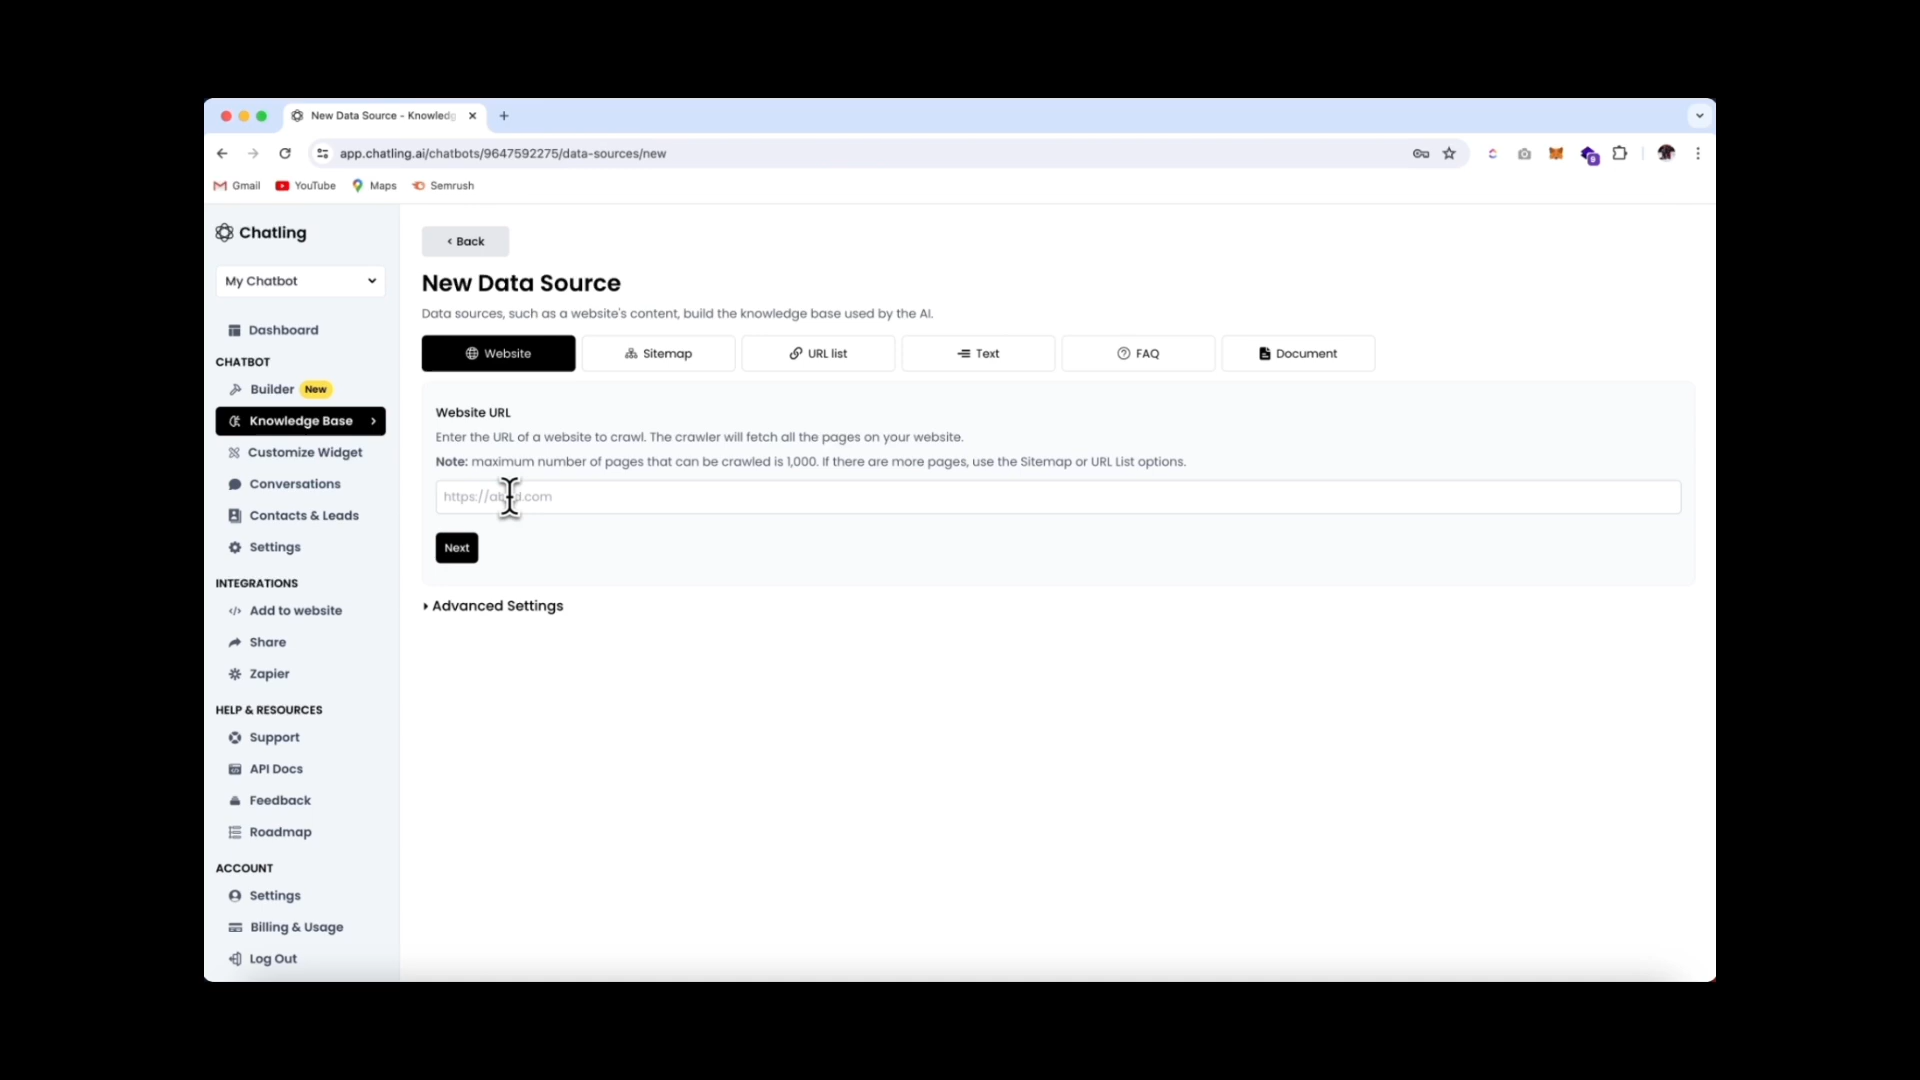 New Data Source - Knowledg
app.chatling.ai/chatbots/9647592275/data-sources/new
9
Gmail
YouTube
Maps
Semrush
Chatling
My Chatbot
Dashboard
CHATBOT
Builder New
Knowledge Base
Customize Widget
Conversations
Contacts & Leads
Settings
INTEGRATIONS
Add to website
Share
Zapier
HELP & RESOURCES
Support
API Docs
Feedback
Roadmap
ACCOUNT
Settings
Billing & Usage
Log Out
< Back
New Data Source
Data sources, such as a website's content, build the knowledge base used by the AI.
Website
Sitemap
URL list
Text
FAQ
Document
Website URL
Enter the URL of a website to crawl. The crawler will fetch all the pages on your website.
Note: maximum number of pages that can be crawled is 1,000. If there are more pages, use the Sitemap or URL List options.
Next
Advanced Settings